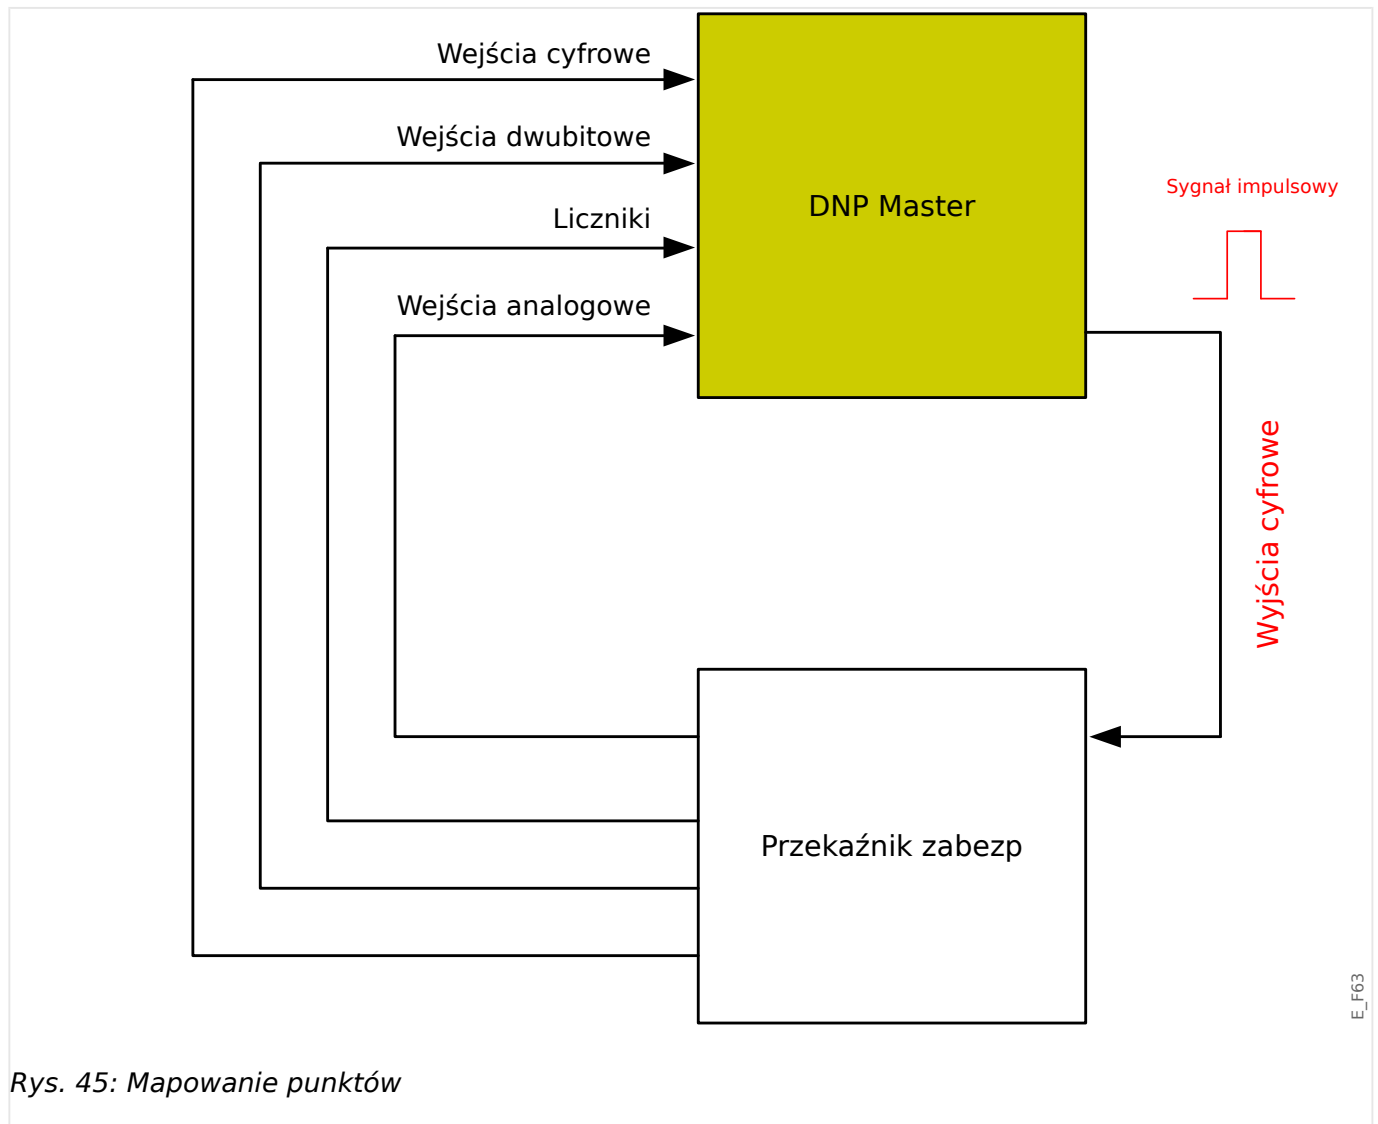 Wejścia cyfrowe
Wejścia dwubitowe
Liczniki
Wejścia analogowe
DNP Master
Sygnał impulsowy
Wyjścia cyfrowe
Przekaźnik zabezp
E_F63
Rys. 45: Mapowanie punktów